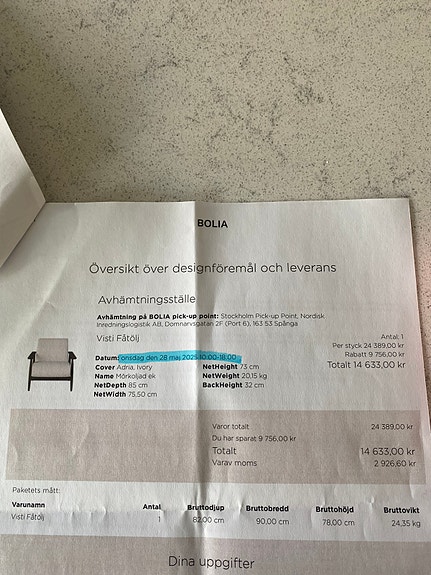 BOLIA
Översikt över designföremål och leverans
Avhämtningsställe
Avhämtning på BOLIA pick-up point: Stockholm Pick-up Point, Nordisk
Inredningslogistik AB, Domnarvsgatan 2F (Port 6), 163 53 Spånga
Visti Fåtölj
Antal: 1
Per styck 24 389,00 kr
Rabatt 9 756,00 kr
Totalt 14 633,00 kr
Datum: onsdag den 28 maj 2025 10:00-18:00
Cover Adria, Ivory
Name Mörkoljad ek
NetDepth 85 cm
NetWidth 75,50 cm
NetHeight 73 cm
NetWeight 20,15 kg
BackHeight 32 cm
Varor totalt 24 389,00 kr
Du har sparat 9 756,00 kr
Totalt 14 633,00 kr
Varav moms 2 926,60 kr
Paketets mått:
Varunamn Antal Bruttodjup Bruttobredd Bruttohöjd Bruttovikt
Visti Fåtölj 1 82,00 cm 90,00 cm 78,00 cm 24,35 kg
Dina uppgifter